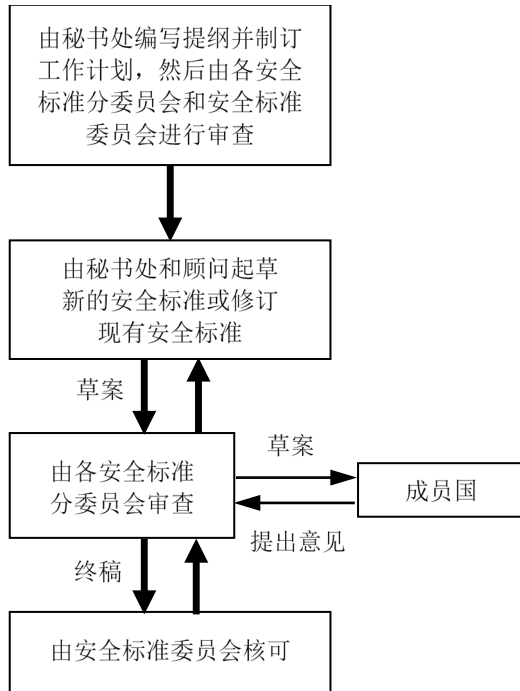 由秘书处编写提纲并制订
工作计划，然后由各安全
标准分委员会和安全标准
委员会进行审查
由秘书处和顾问起草
新的安全标准或修订
现有安全标准
草案
由各安全标准
分委员会审查
草案
成员国
提出意见
终稿
由安全标准委员会核可